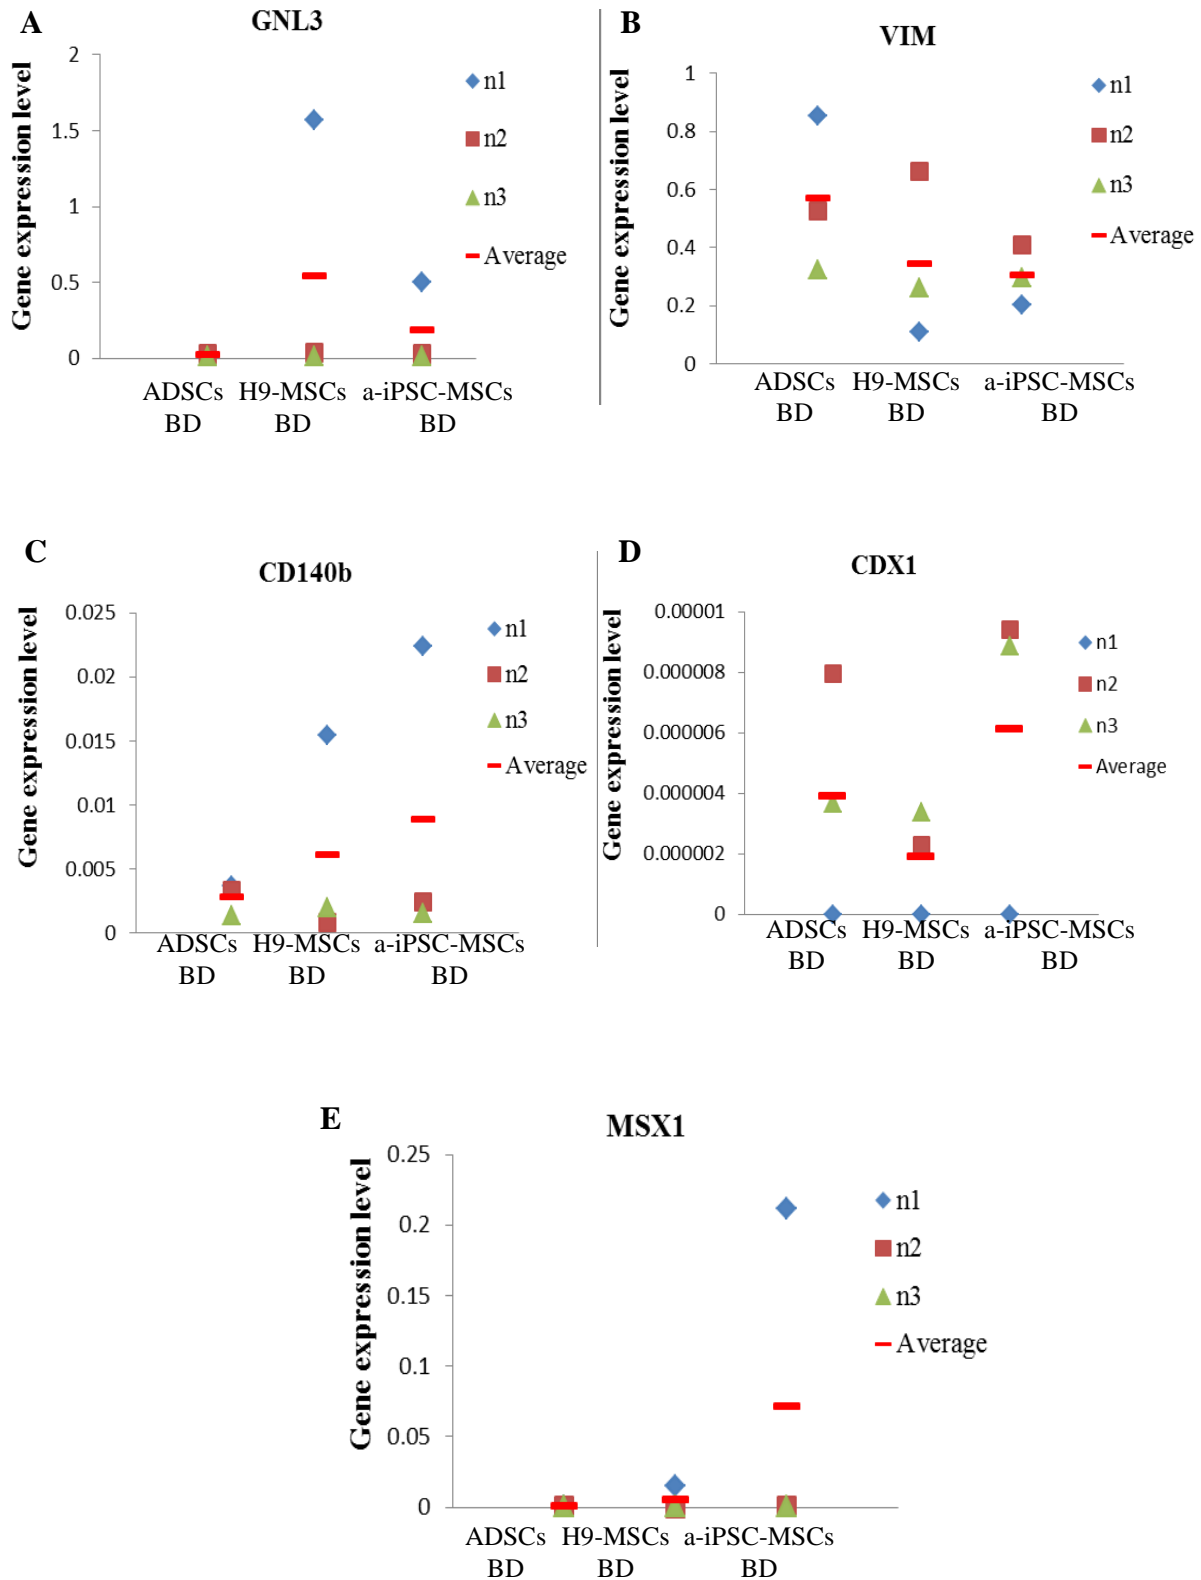 A
GNL3
Gene expression level
2
1.5
1
0.5
0
n1
n2
n3
Average
ADSCs H9-MSCs a-iPSC-MSCs
BD BD BD
B
VIM
Gene expression level
1
0.8
0.6
0.4
0.2
0
n1
n2
n3
Average
ADSCs H9-MSCs a-iPSC-MSCs
BD BD BD
C
CD140b
Gene expression level
0.025
0.02
0.015
0.01
0.005
0
n1
n2
n3
Average
ADSCs H9-MSCs a-iPSC-MSCs
BD BD BD
D
CDX1
Gene expression level
0.00001
0.000008
0.000006
0.000004
0.000002
0
n1
n2
n3
Average
ADSCs H9-MSCs a-iPSC-MSCs
BD BD BD
E
MSX1
Gene expression level
0.25
0.2
0.15
0.1
0.05
0
n1
n2
n3
Average
ADSCs H9-MSCs a-iPSC-MSCs
BD BD BD